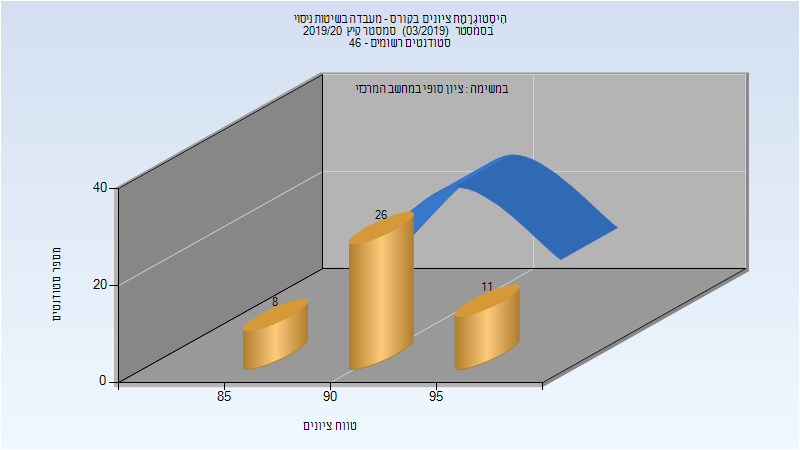 היסטוגרמת ציונים בקורס - מעבדה בשיטות ניסוי
בסמסטר (03/2019) סמסטר קיץ 2019/20
סטודנטים רשומים - 46
במשימה : ציון סופי במחשב המרכזי
40
20
0
מספר סטודנטים
8
26
11
85
90
95
טווח ציונים